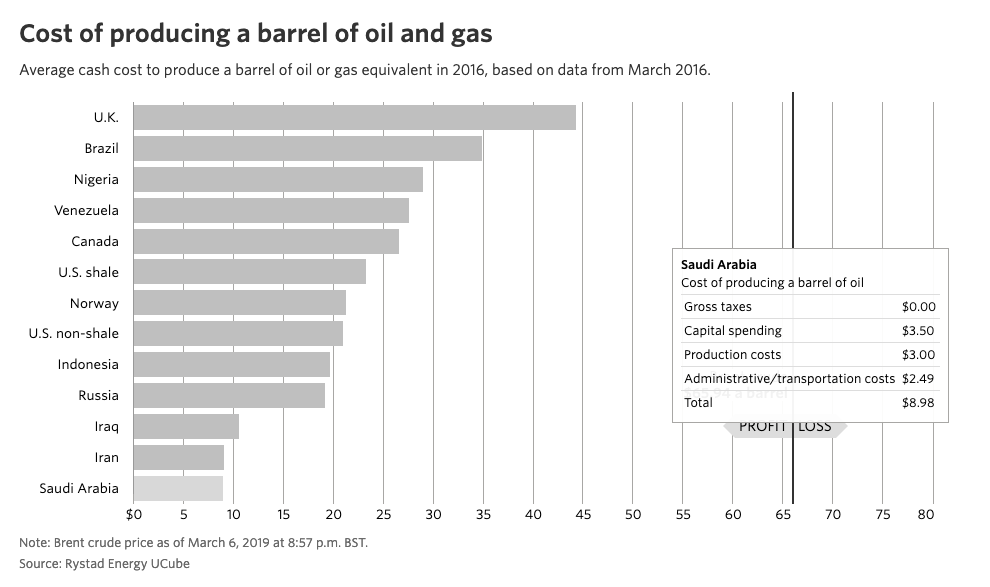 Cost of producing a barrel of oil and gas
Average cash cost to produce a barrel of oil or gas equivalent in 2016, based on data from March 2016.
U.K.
Brazil
Nigeria
Venezuela
Canada
U.S. shale
Norway
U.S. non-shale
Indonesia
Russia
Iraq
Iran
Saudi Arabia
Saudi Arabia
Cost of producing a barrel of oil
Gross taxes $0.00
Capital spending $3.50
Production costs $3.00
Administrative/transportation costs $2.49
a barrel
Total $8.98
PROFIT LOSS
$0 5 10 15 20 25 30 35 40 45 50 55 60 65 70 75 80
Note: Brent crude price as of March 6, 2019 at 8:57 p.m. BST.
Source: Rystad Energy UCube